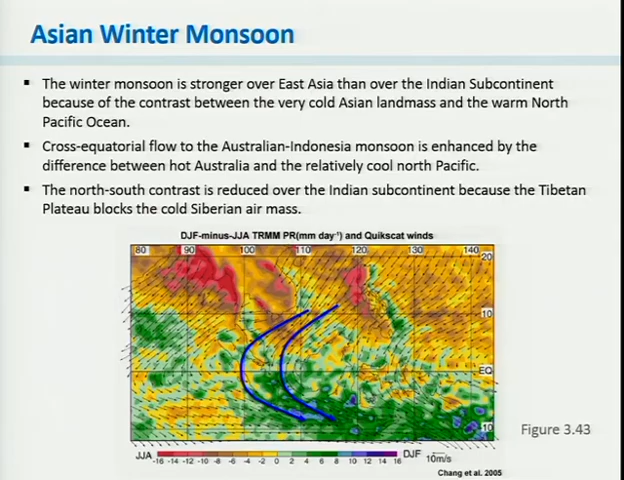 Asian Winter Monsoon
▪ The winter monsoon is stronger over East Asia than over the Indian Subcontinent
because of the contrast between the very cold Asian landmass and the warm North
Pacific Ocean.
▪ Cross-equatorial flow to the Australian-Indonesia monsoon is enhanced by the
difference between hot Australia and the relatively cool north Pacific.
▪ The north-south contrast is reduced over the Indian subcontinent because the Tibetan
Plateau blocks the cold Siberian air mass.
DJF-minus-JJA TRMM PR(mm day⁻¹) and Quikscat winds
80 90 100 110 120 130 140
20
10
EQ
10
Figure 3.43
JJA DJF 10m/s
-16 -14 -12 -10 -8 -6 -4 -2 0 2 4 6 8 10 12 14 16
Chang et al. 2005